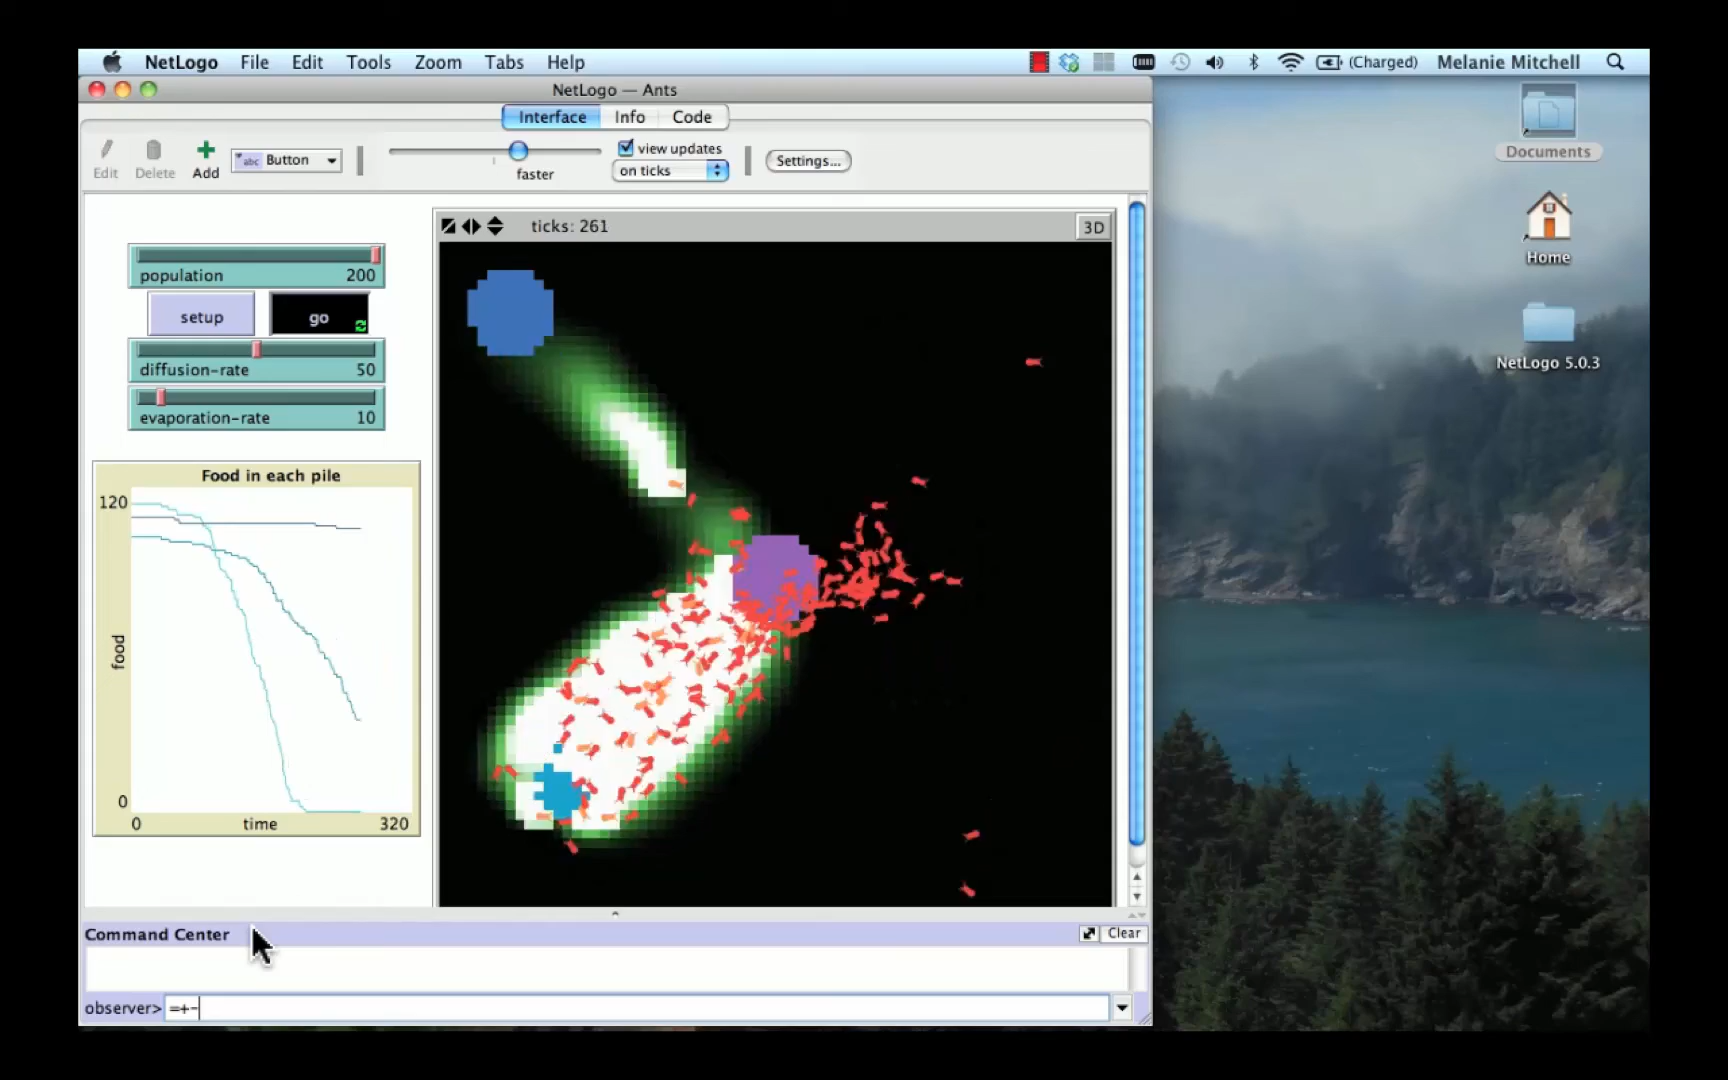 NetLogo File Edit Tools Zoom Tabs Help (Charged) Melanie Mitchell
NetLogo — Ants
Interface Info Code
Edit Delete Add abc Button faster view updates on ticks Settings...
ticks: 261 3D
population 200
setup go
diffusion-rate 50
evaporation-rate 10
Food in each pile
120
food
0
0 time 320
Command Center Clear
observer> =+-
Documents
Home
NetLogo 5.0.3